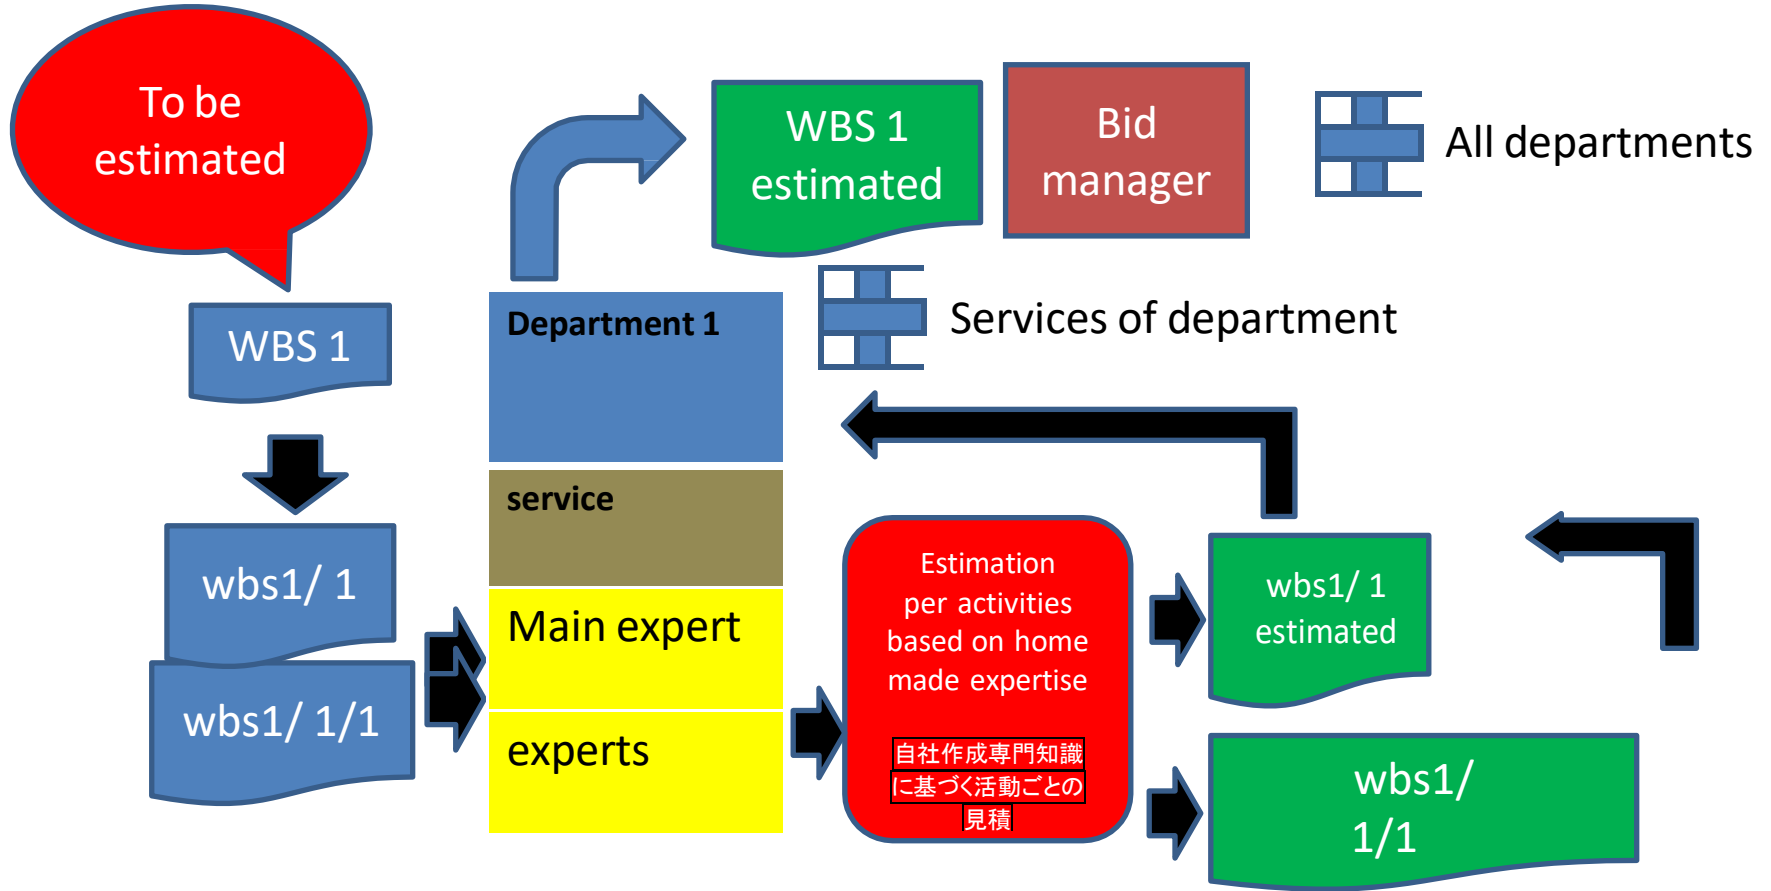 To be
estimated
WBS 1
estimated
Bid
manager
All departments
WBS 1
Department 1
Services of department
service
wbs1/ 1
wbs1/ 1/1
Main expert
experts
Estimation
per activities
based on home
made expertise
自社作成専門知識
に基づく活動ごとの
見積
wbs1/ 1
estimated
wbs1/
1/1